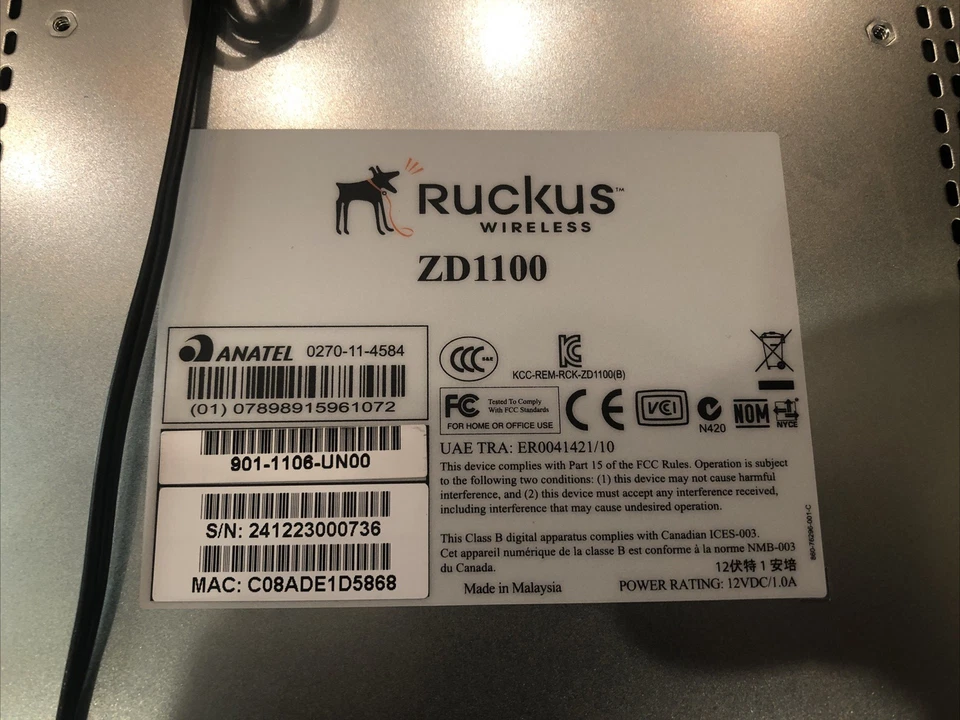 Ruckus™
WIRELESS
ZD1100
ANATEL 0270-11-4584
(01) 07898915961072
901-1106-UN00
S/N: 241223000736
MAC: C08ADE1D5868
CCC S&E
KC
KCC-REM-RCK-ZD1100(B)
FC Tested To Comply
With FCC Standards
FOR HOME OR OFFICE USE
CE
VCI
N420
NOM
NYCE
UAE TRA: ER0041421/10
This device complies with Part 15 of the FCC Rules. Operation is subject
to the following two conditions: (1) this device may not cause harmful
interference, and (2) this device must accept any interference received,
including interference that may cause undesired operation.
This Class B digital apparatus complies with Canadian ICES-003.
Cet appareil numérique de la classe B est conforme à la norme NMB-003
du Canada.
12伏特 1 安培
Made in Malaysia
POWER RATING: 12VDC/1.0A